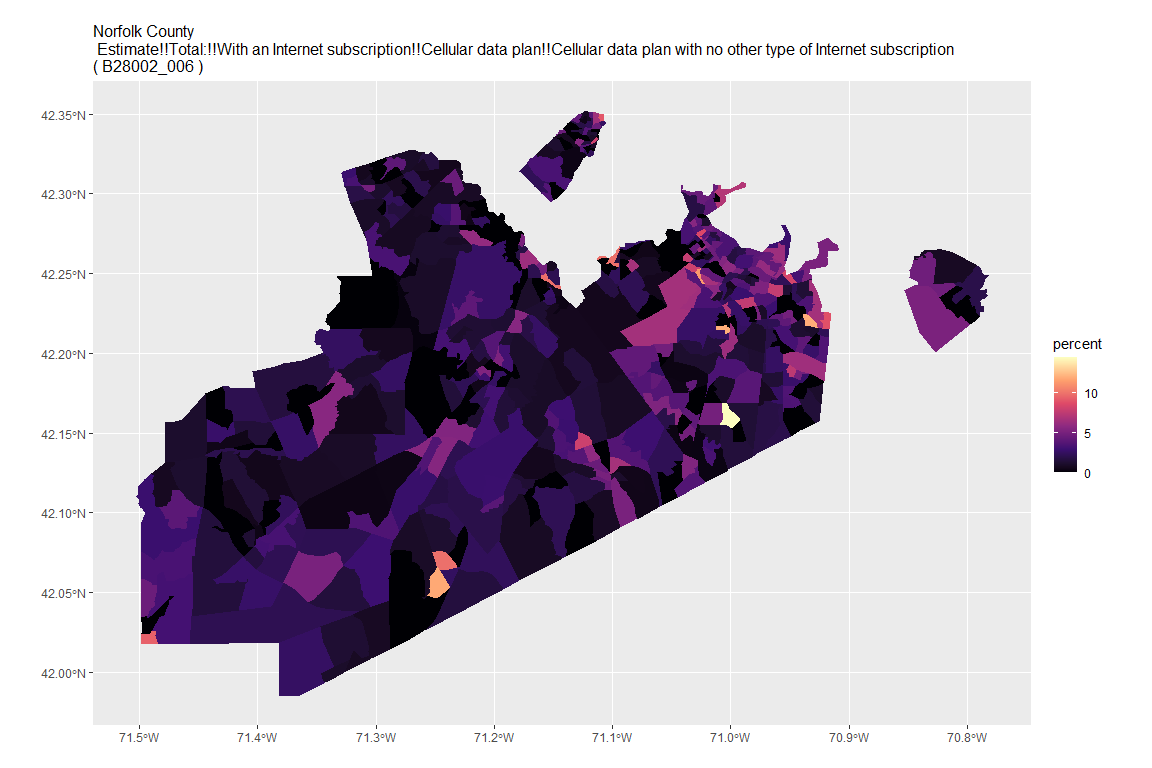 Norfolk County
Estimate!!Total:!!With an Internet subscription!!Cellular data plan!!Cellular data plan with no other type of Internet subscription
( B28002_006 )
42.35°N
42.30°N
42.25°N
42.20°N
42.15°N
42.10°N
42.05°N
42.00°N
71.5°W
71.4°W
71.3°W
71.2°W
71.1°W
71.0°W
70.9°W
70.8°W
percent
10
5
0